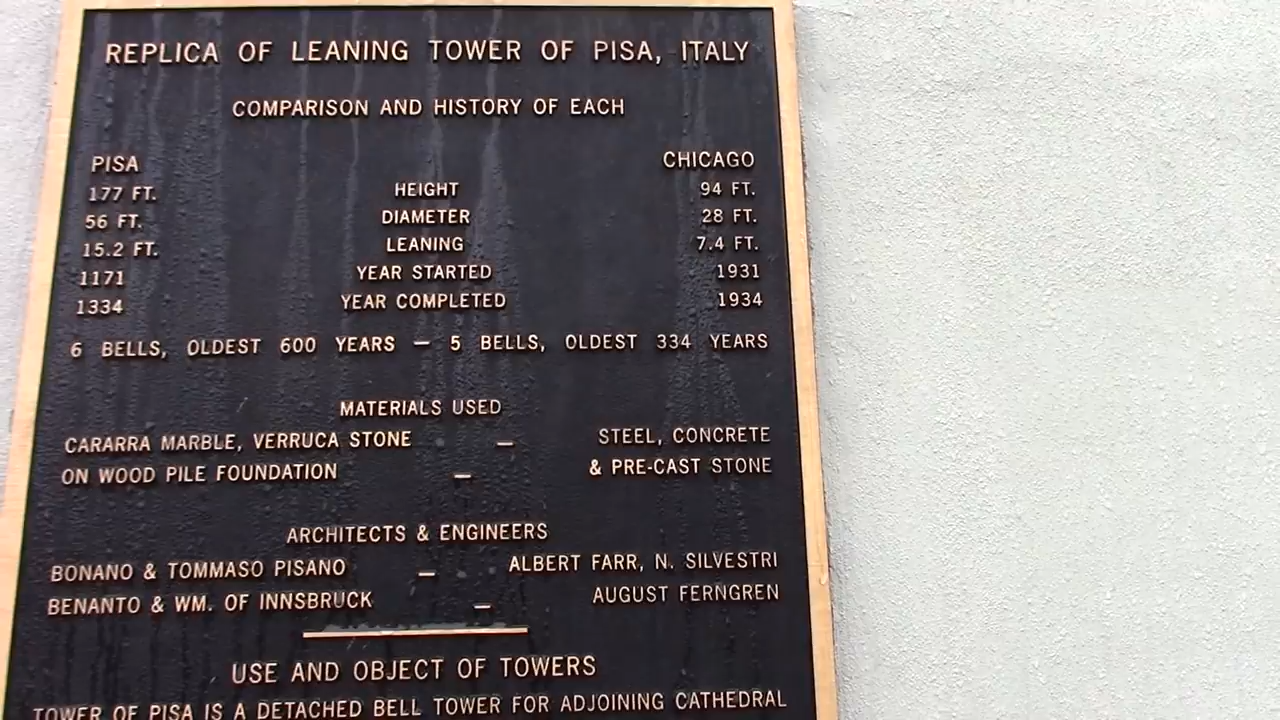 REPLICA OF LEANING TOWER OF PISA, ITALY
COMPARISON AND HISTORY OF EACH
PISA CHICAGO
177 FT. HEIGHT 94 FT.
56 FT. DIAMETER 28 FT.
15.2 FT. LEANING 7.4 FT.
1171 YEAR STARTED 1931
1334 YEAR COMPLETED 1934
6 BELLS, OLDEST 600 YEARS — 5 BELLS, OLDEST 334 YEARS
MATERIALS USED
CARARRA MARBLE, VERRUCA STONE — STEEL, CONCRETE
ON WOOD PILE FOUNDATION — & PRE-CAST STONE
ARCHITECTS & ENGINEERS
BONANO & TOMMASO PISANO — ALBERT FARR, N. SILVESTRI
BENANTO & WM. OF INNSBRUCK — AUGUST FERNGREN
USE AND OBJECT OF TOWERS
TOWER OF PISA IS A DETACHED BELL TOWER FOR ADJOINING CATHEDRAL